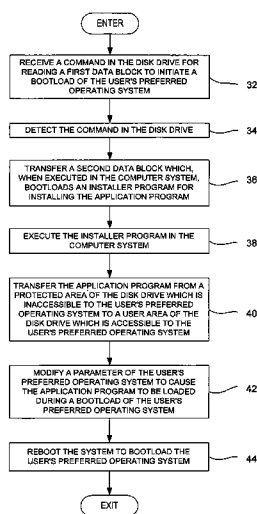 ENTER
RECEIVE A COMMAND IN THE DISK DRIVE FOR
READING A FIRST DATA BLOCK TO INITIATE A
BOOTLOAD OF THE USER'S PREFERRED
OPERATING SYSTEM
32
DETECT THE COMMAND IN THE DISK DRIVE
34
TRANSFER A SECOND DATA BLOCK WHICH,
WHEN EXECUTED IN THE COMPUTER SYSTEM,
BOOTLOADS AN INSTALLER PROGRAM FOR
INSTALLING THE APPLICATION PROGRAM
36
EXECUTE THE INSTALLER PROGRAM IN THE
COMPUTER SYSTEM
38
TRANSFER THE APPLICATION PROGRAM FROM A
PROTECTED AREA OF THE DISK DRIVE WHICH IS
INACCESSIBLE TO THE USER'S PREFERRED
OPERATING SYSTEM TO A USER AREA OF THE
DISK DRIVE WHICH IS ACCESSIBLE TO THE
USER'S PREFERRED OPERATING SYSTEM
40
MODIFY A PARAMETER OF THE USER'S
PREFERRED OPERATING SYSTEM TO CAUSE
THE APPLICATION PROGRAM TO BE LOADED
DURING A BOOTLOAD OF THE USER'S
PREFERRED OPERATING SYSTEM
42
REBOOT THE SYSTEM TO BOOTLOAD THE
USER'S PREFERRED OPERATING SYSTEM
44
EXIT